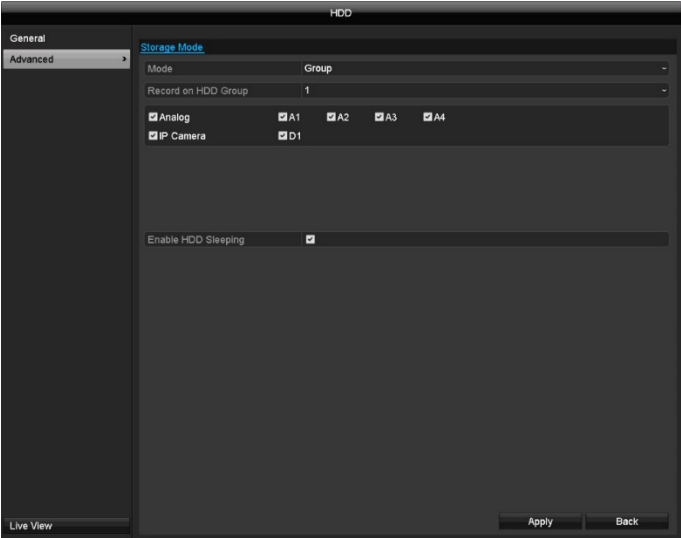 HDD
General
Advanced
Storage Mode
Mode Group
Record on HDD Group 1
Analog A1 A2 A3 A4
IP Camera D1
Enable HDD Sleeping
Live View
Apply Back